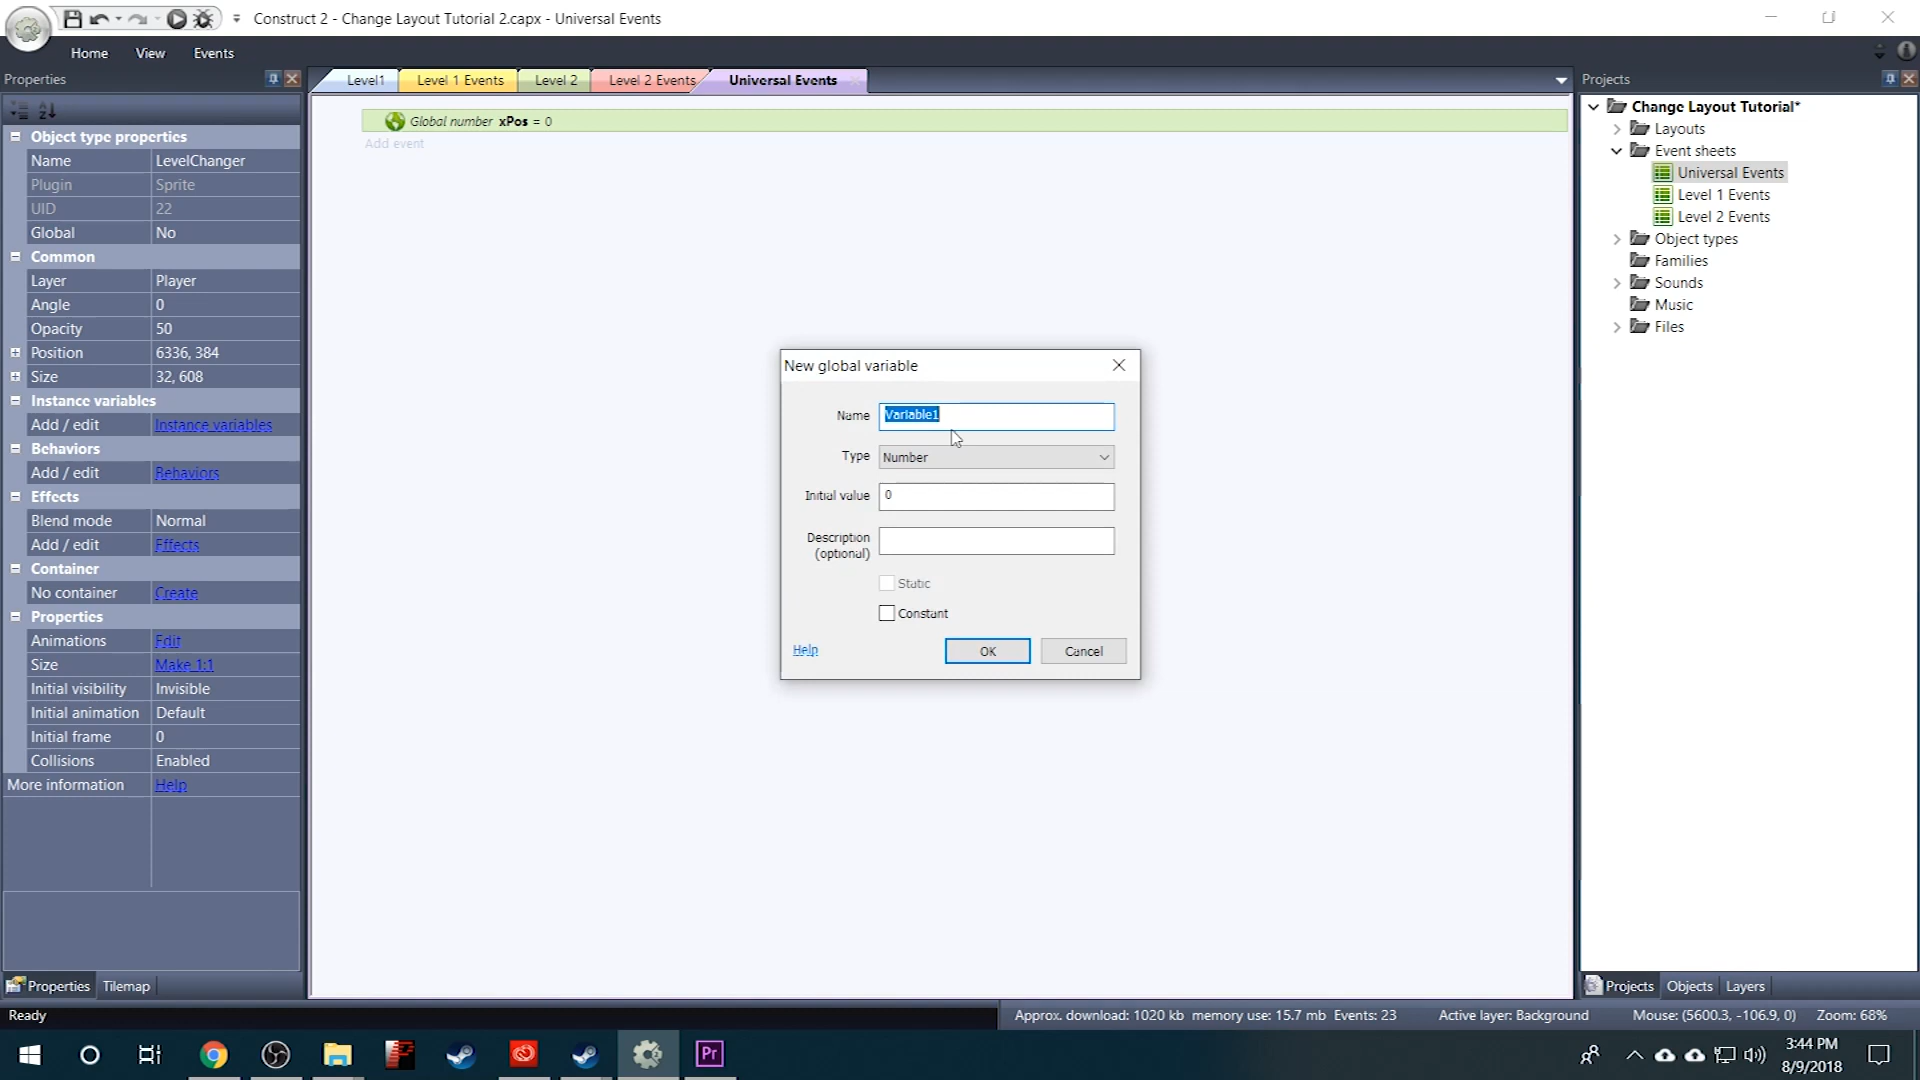 Construct 2 - Change Layout Tutorial 2.capx - Universal Events
Home View Events
Properties
Object type properties
Name LevelChanger
Plugin Sprite
UID 22
Global No
Common
Layer Player
Angle 0
Opacity 50
Position 6336, 384
Size 32, 608
Instance variables
Add / edit Instance variables
Behaviors
Add / edit Behaviors
Effects
Blend mode Normal
Add / edit Effects
Container
No container Create
Properties
Animations Edit
Size Make 1:1
Initial visibility Invisible
Initial animation Default
Initial frame 0
Collisions Enabled
More information Help
Properties Tilemap
Level1 Level 1 Events Level 2 Level 2 Events Universal Events
Global number xPos = 0
Add event
New global variable
Name Variable1
Type Number
Initial value 0
Description
(optional)
Static
Constant
Help OK Cancel
Projects
Change Layout Tutorial*
Layouts
Event sheets
Universal Events
Level 1 Events
Level 2 Events
Object types
Families
Sounds
Music
Files
Projects Objects Layers
Ready Approx. download: 1020 kb memory use: 15.7 mb Events: 23 Active layer: Background Mouse: (5600.3, -106.9, 0) Zoom: 68%
Pr
3:44 PM
8/9/2018